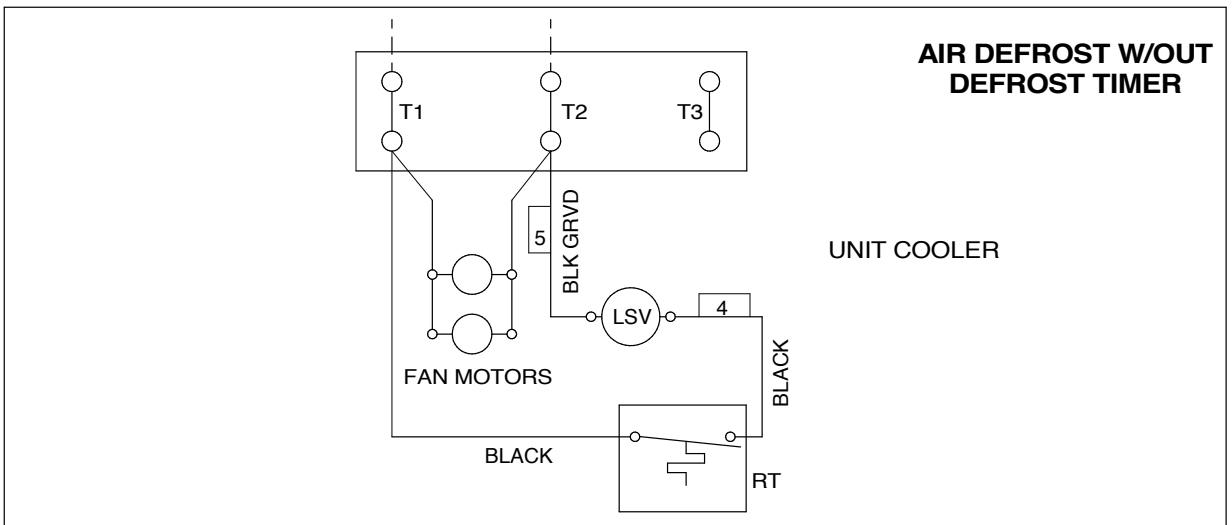 AIR DEFROST W/OUT
DEFROST TIMER
T1
T2
T3
5
BLK GRVD
UNIT COOLER
LSV
4
BLACK
FAN MOTORS
BLACK
RT